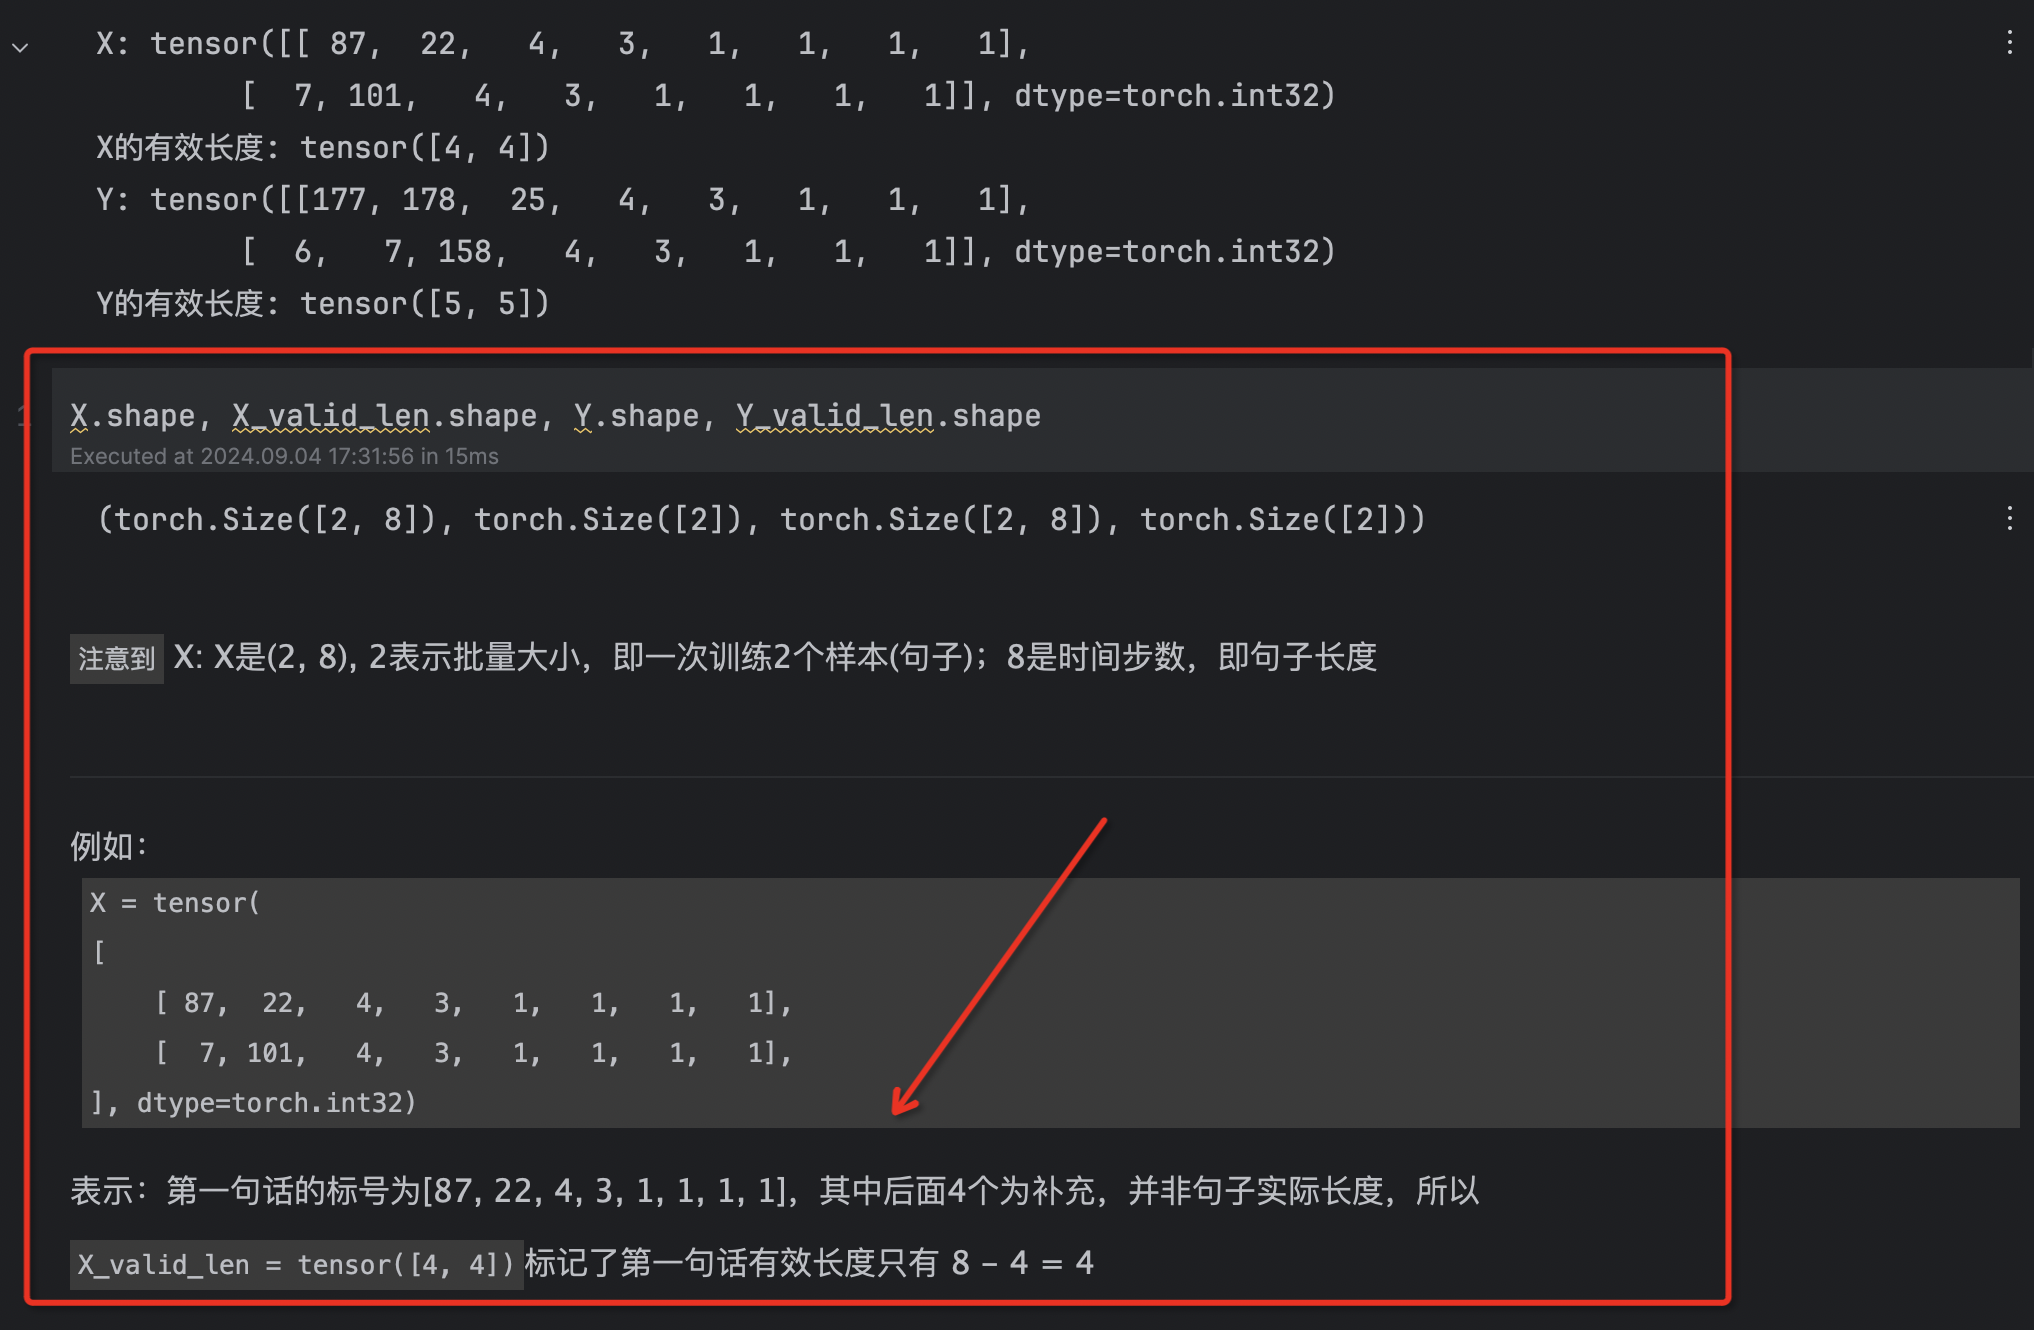 X: tensor([[ 87,  22,   4,   3,   1,   1,   1,   1],
        [  7, 101,   4,   3,   1,   1,   1,   1]], dtype=torch.int32)
X的有效长度: tensor([4, 4])
Y: tensor([[177, 178,  25,   4,   3,   1,   1,   1],
        [  6,   7, 158,   4,   3,   1,   1,   1]], dtype=torch.int32)
Y的有效长度: tensor([5, 5])
1 X.shape, X_valid_len.shape, Y.shape, Y_valid_len.shape
Executed at 2024.09.04 17:31:56 in 15ms
(torch.Size([2, 8]), torch.Size([2]), torch.Size([2, 8]), torch.Size([2]))
注意到 X: X是(2, 8), 2表示批量大小，即一次训练2个样本(句子)；8是时间步数，即句子长度
例如：
X = tensor(
[
    [ 87,  22,   4,   3,   1,   1,   1,   1],
    [  7, 101,   4,   3,   1,   1,   1,   1],
], dtype=torch.int32)
表示：第一句话的标号为[87, 22, 4, 3, 1, 1, 1, 1]，其中后面4个为补充，并非句子实际长度，所以
X_valid_len = tensor([4, 4]) 标记了第一句话有效长度只有 8 – 4 = 4